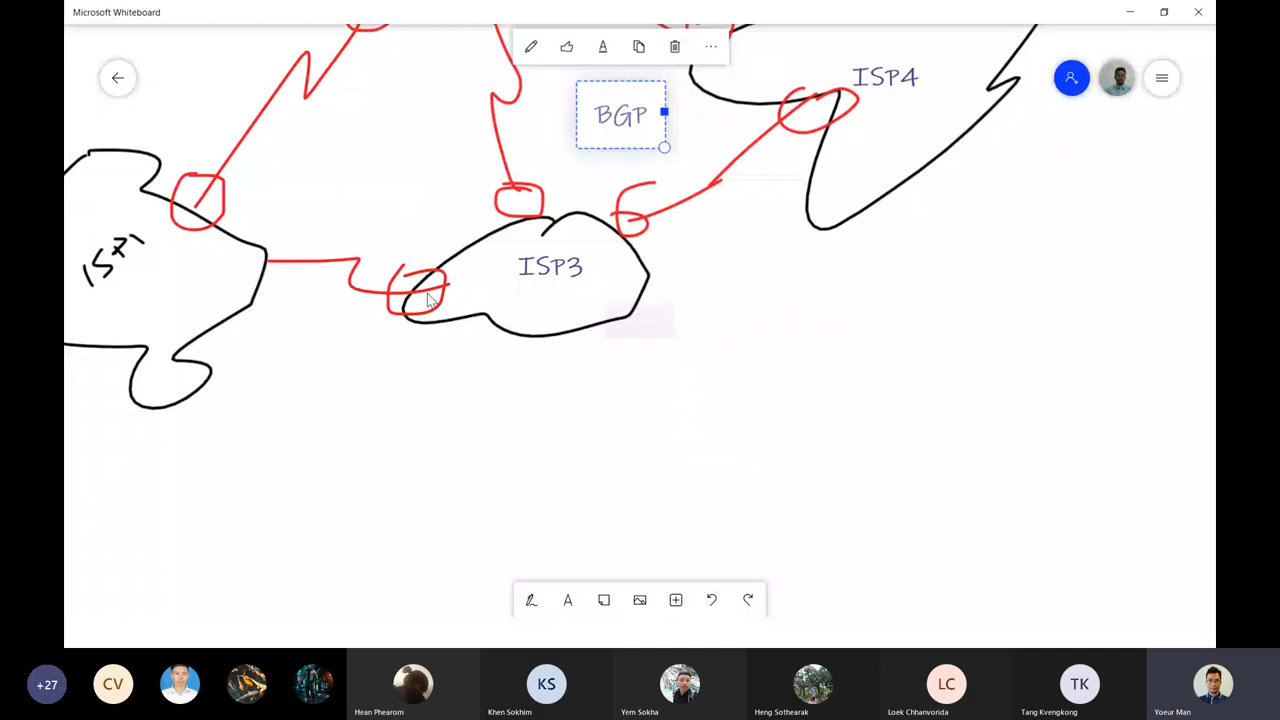 Microsoft Whiteboard
ISP4
BGP
ISP1
ISP3
+27
CV
KS
LC
TK
Hean Phearom
Khen Sokhim
Yem Sokha
Heng Sothearak
Loek Chhanvorida
Tang Kvengkong
Yoeur Man